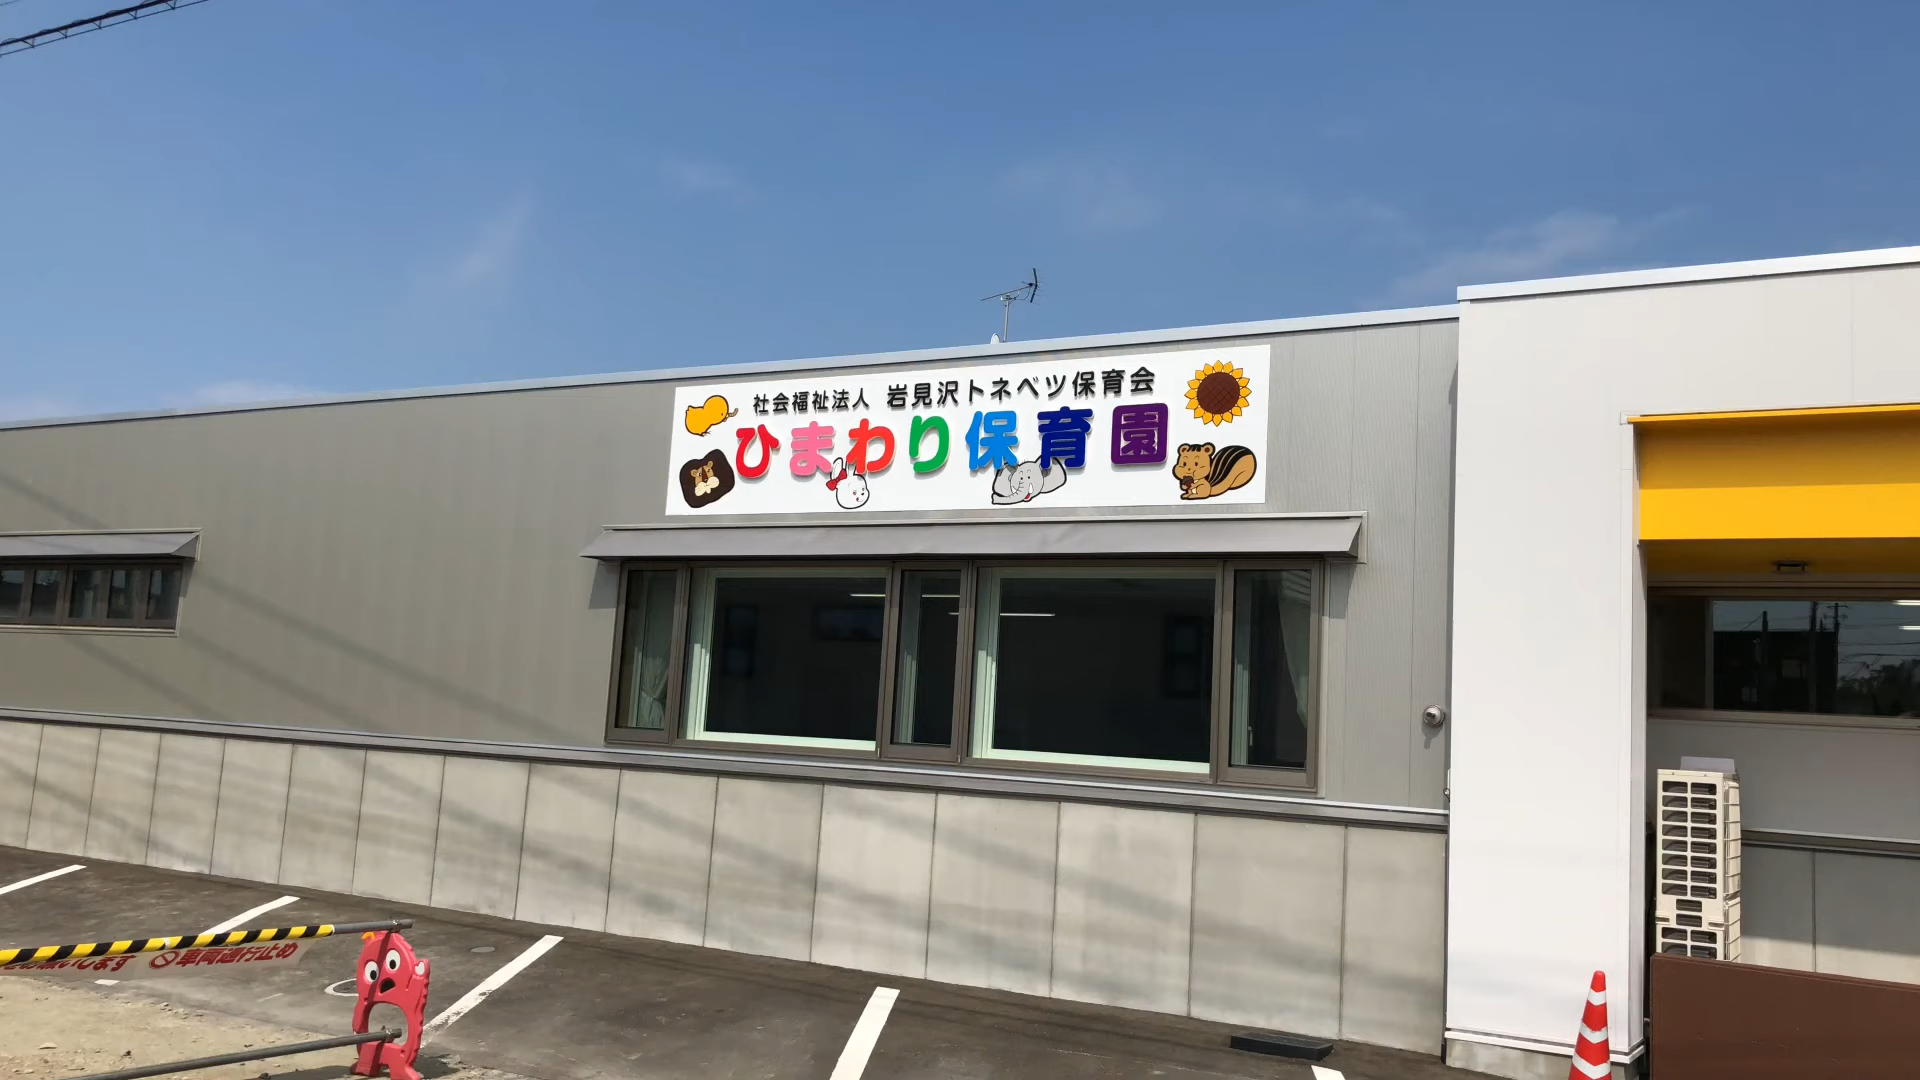 社会福祉法人 岩見沢トネベツ保育会
ひまわり保育園
車両通行止め